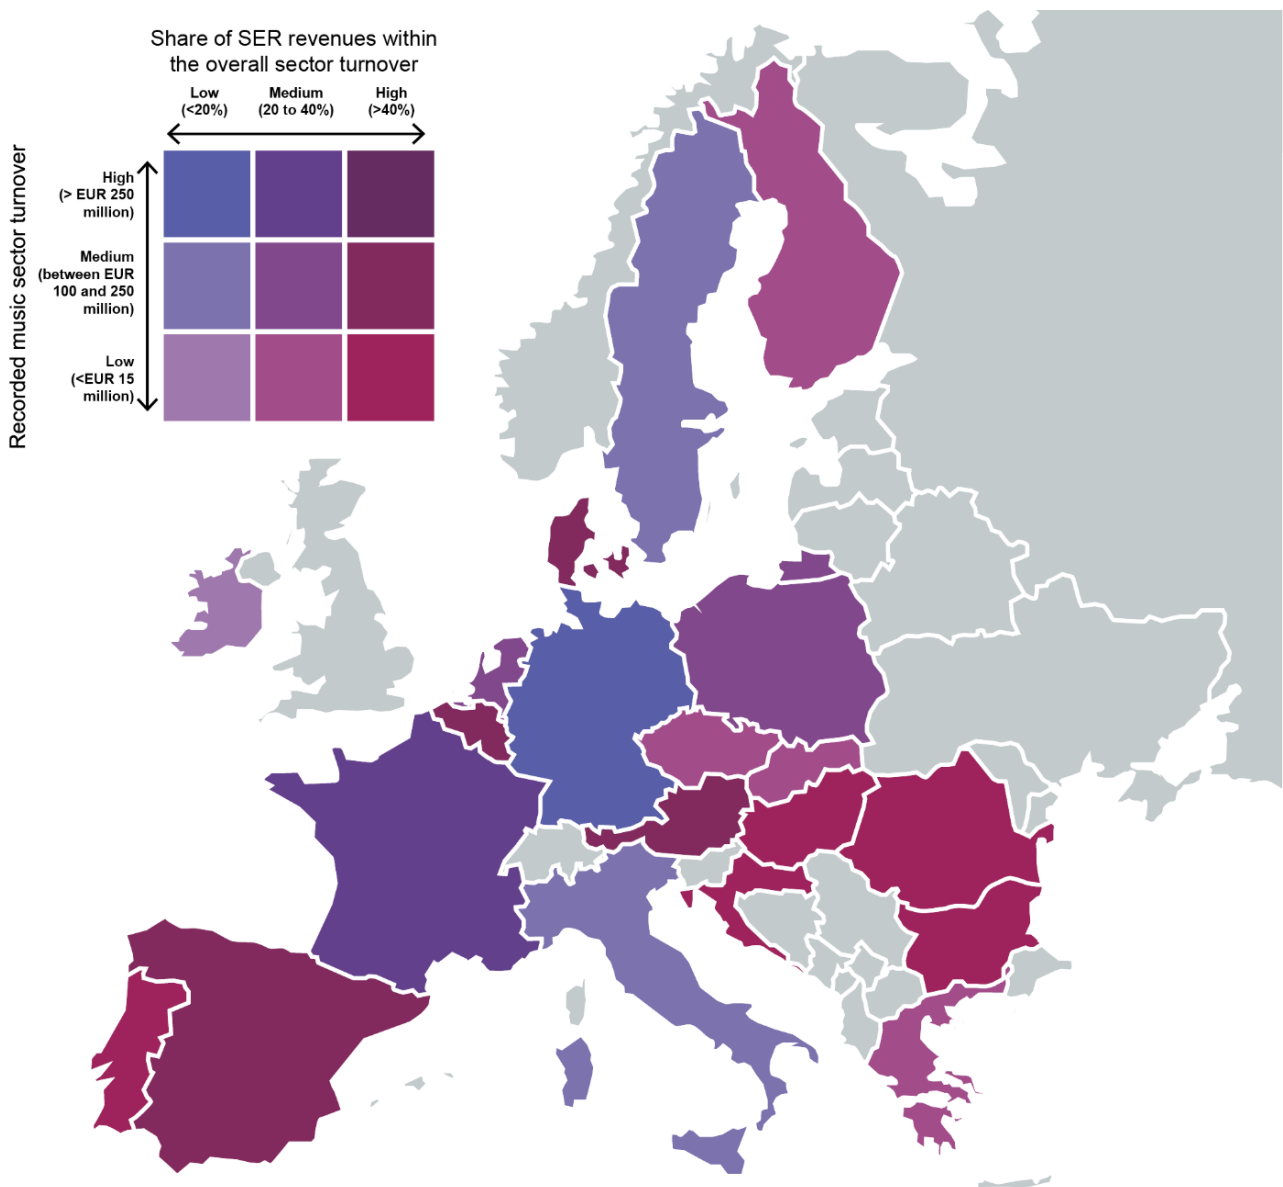 Share of SER revenues within
the overall sector turnover
Low
(<20%)
Medium
(20 to 40%)
High
(>40%)
Recorded music sector turnover
High
(> EUR 250
million)
Medium
(between EUR
100 and 250
million)
Low
(<EUR 15
million)